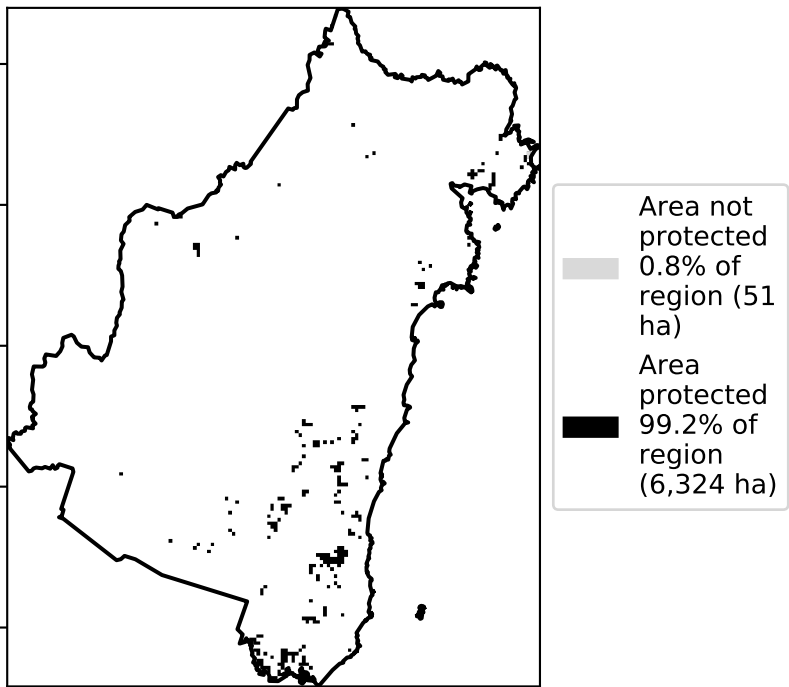 Area not
protected
0.8% of
region (51
ha)
Area
protected
99.2% of
region
(6,324 ha)